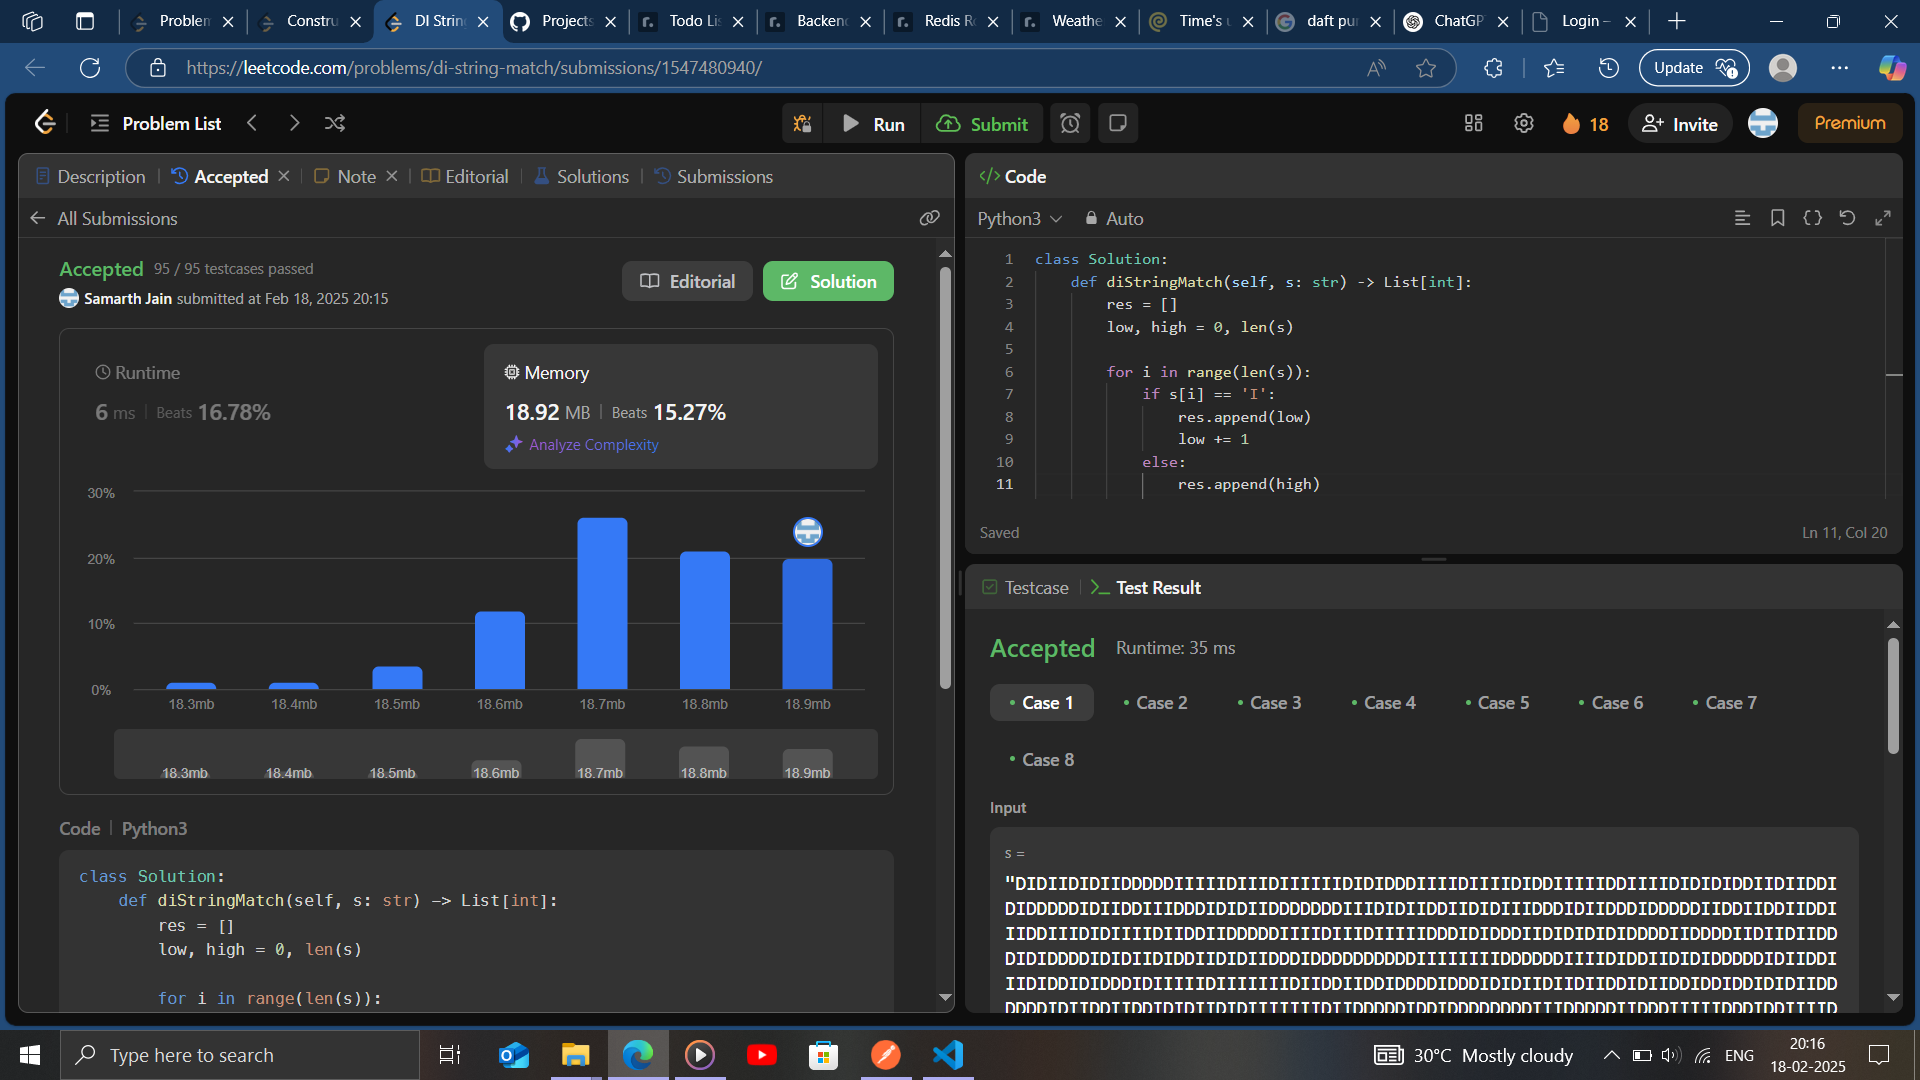 Problem
Constru
DI String
Projects
Todo Lis
Backend
Redis Re
Weathe
Time's u
daft pun
ChatGP
Login –
https://leetcode.com/problems/di-string-match/submissions/1547480940/
Update
Problem List
Run
Submit
18
Invite
Premium
Description
Accepted
Note
Editorial
Solutions
Submissions
All Submissions
Accepted 95 / 95 testcases passed
Samarth Jain submitted at Feb 18, 2025 20:15
Editorial
Solution
Runtime
6 ms | Beats 16.78%
Memory
18.92 MB | Beats 15.27%
Analyze Complexity
30%
20%
10%
0%
18.3mb 18.4mb 18.5mb 18.6mb 18.7mb 18.8mb 18.9mb
18.3mb 18.4mb 18.5mb 18.6mb 18.7mb 18.8mb 18.9mb
Code | Python3
class Solution:
def diStringMatch(self, s: str) -> List[int]:
res = []
low, high = 0, len(s)
for i in range(len(s)):
</> Code
Python3
Auto
1 class Solution:
2 def diStringMatch(self, s: str) -> List[int]:
3 res = []
4 low, high = 0, len(s)
5
6 for i in range(len(s)):
7 if s[i] == 'I':
8 res.append(low)
9 low += 1
10 else:
11 res.append(high)
Saved
Ln 11, Col 20
Testcase
Test Result
Accepted Runtime: 35 ms
Case 1
Case 2
Case 3
Case 4
Case 5
Case 6
Case 7
Case 8
Input
s =
Type here to search
30°C Mostly cloudy
ENG
20:16
18-02-2025